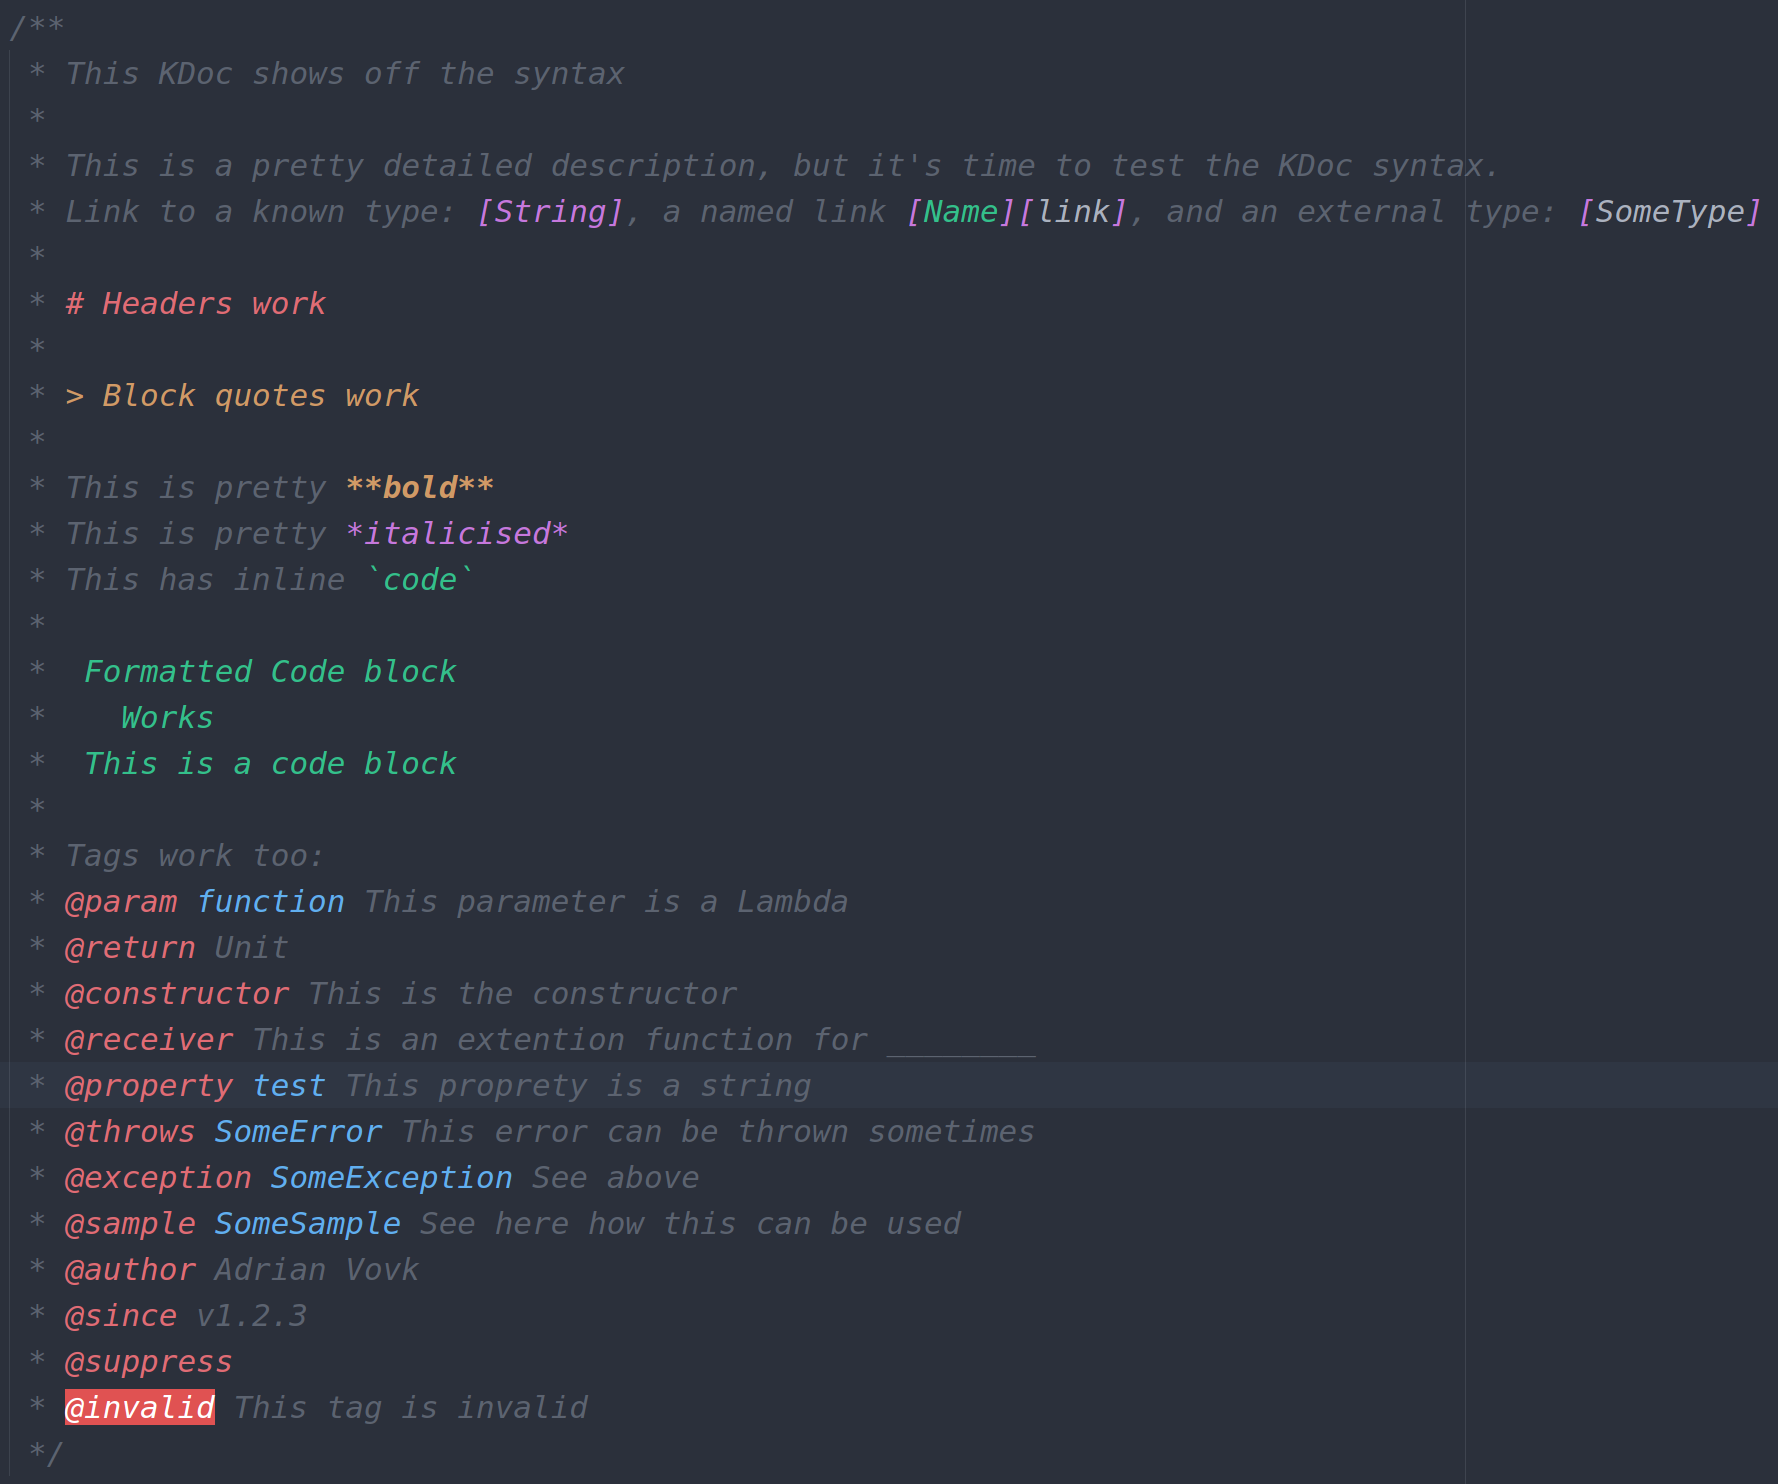 /**
 * This KDoc shows off the syntax
 *
 * This is a pretty detailed description, but it's time to test the KDoc syntax.
 * Link to a known type: [String], a named link [Name][link], and an external type: [SomeType]
 *
 * # Headers work
 *
 * > Block quotes work
 *
 * This is pretty **bold**
 * This is pretty *italicised*
 * This has inline `code`
 *
 *  Formatted Code block
 *    Works
 *  This is a code block
 *
 * Tags work too:
 * @param function This parameter is a Lambda
 * @return Unit
 * @constructor This is the constructor
 * @receiver This is an extention function for ________
 * @property test This proprety is a string
 * @throws SomeError This error can be thrown sometimes
 * @exception SomeException See above
 * @sample SomeSample See here how this can be used
 * @author Adrian Vovk
 * @since v1.2.3
 * @suppress
 * @invalid This tag is invalid
 */